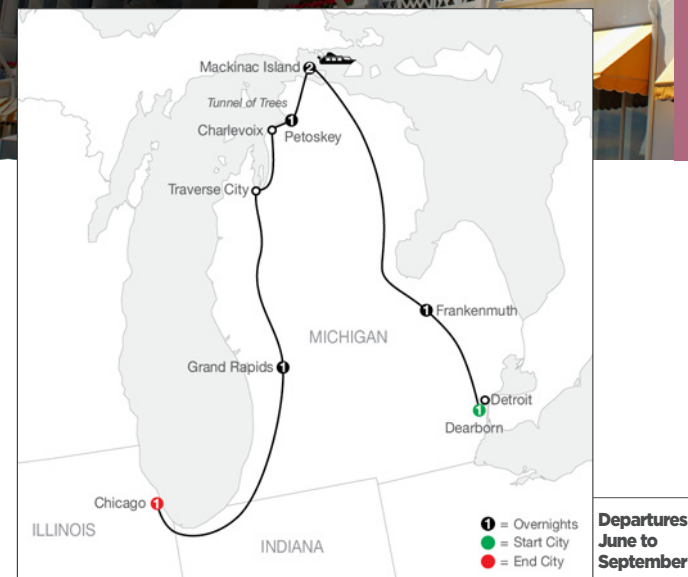 Mackinac Island 2
Tunnel of Trees
Charlevoix
1
Petoskey
Traverse City
1 Frankenmuth
MICHIGAN
Grand Rapids 1
Detroit
1
Dearborn
Chicago 1
ILLINOIS
INDIANA
1 = Overnights
= Start City
= End City
Departures
June to
September